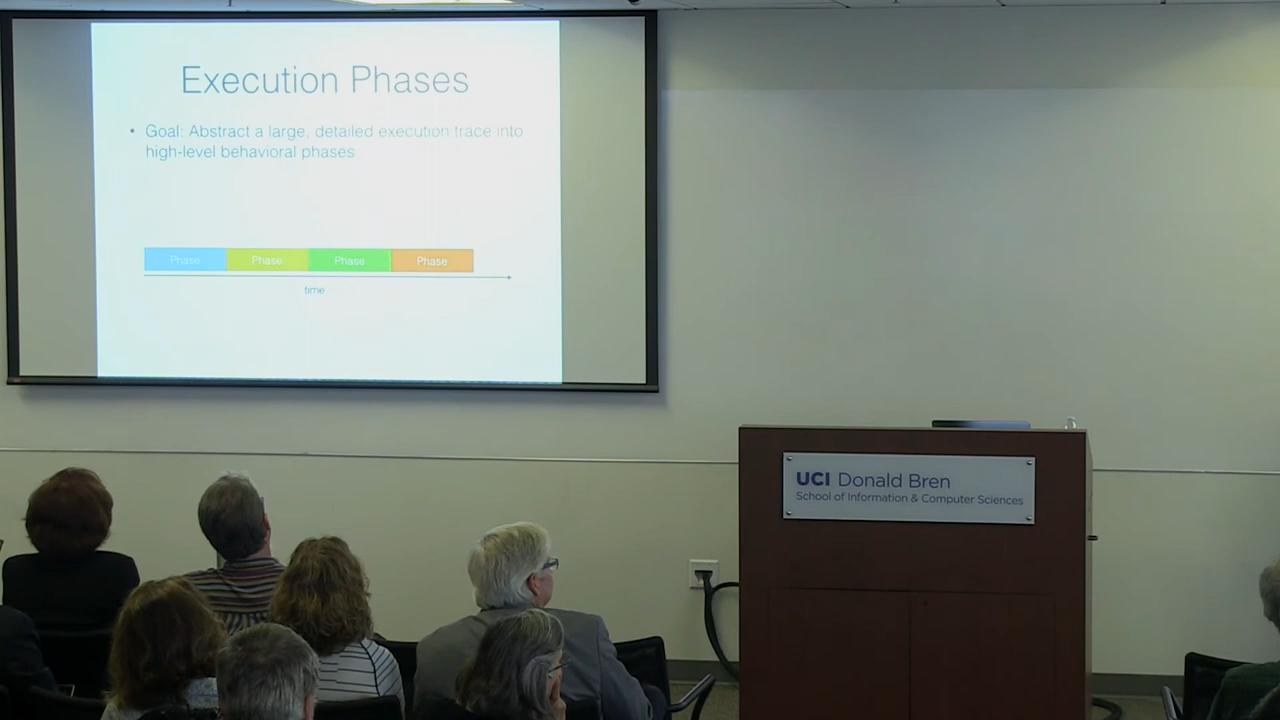 Execution Phases
• Goal: Abstract a large, detailed execution trace into
high-level behavioral phases
Phase Phase Phase Phase
time
UCI Donald Bren
School of Information & Computer Sciences